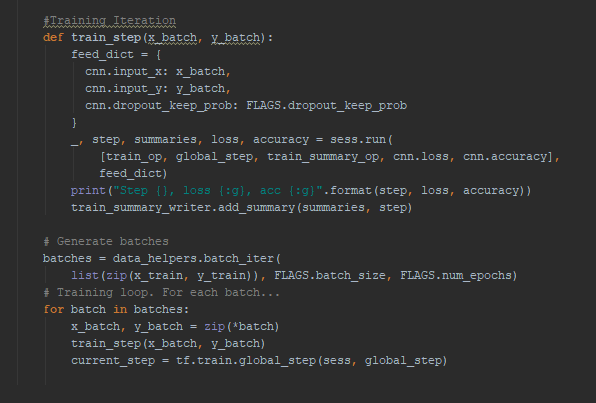 #Training Iteration
def train_step(x_batch, y_batch):
feed_dict = {
cnn.input_x: x_batch,
cnn.input_y: y_batch,
cnn.dropout_keep_prob: FLAGS.dropout_keep_prob
}
_, step, summaries, loss, accuracy = sess.run(
[train_op, global_step, train_summary_op, cnn.loss, cnn.accuracy],
feed_dict)
print("Step {}, loss {:g}, acc {:g}".format(step, loss, accuracy))
train_summary_writer.add_summary(summaries, step)
# Generate batches
batches = data_helpers.batch_iter(
list(zip(x_train, y_train)), FLAGS.batch_size, FLAGS.num_epochs)
# Training loop. For each batch...
for batch in batches:
x_batch, y_batch = zip(*batch)
train_step(x_batch, y_batch)
current_step = tf.train.global_step(sess, global_step)